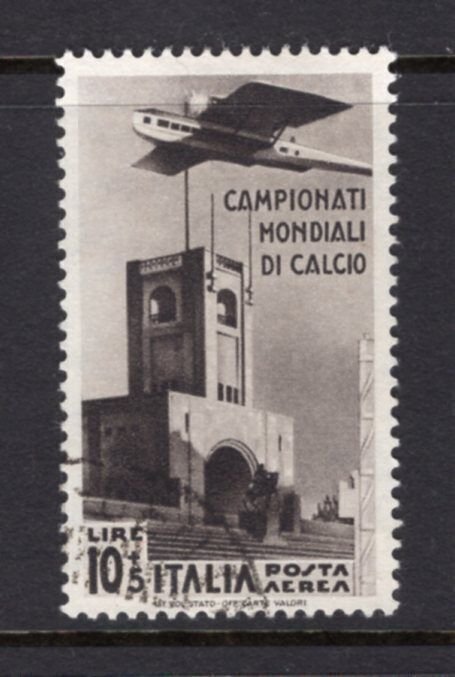 CAMPIONATI
MONDIALI
DI CALCIO
LIRE
10+5 ITALIA POSTA
AEREA
IST. POL. STATO - OFF. CARTE VALORI